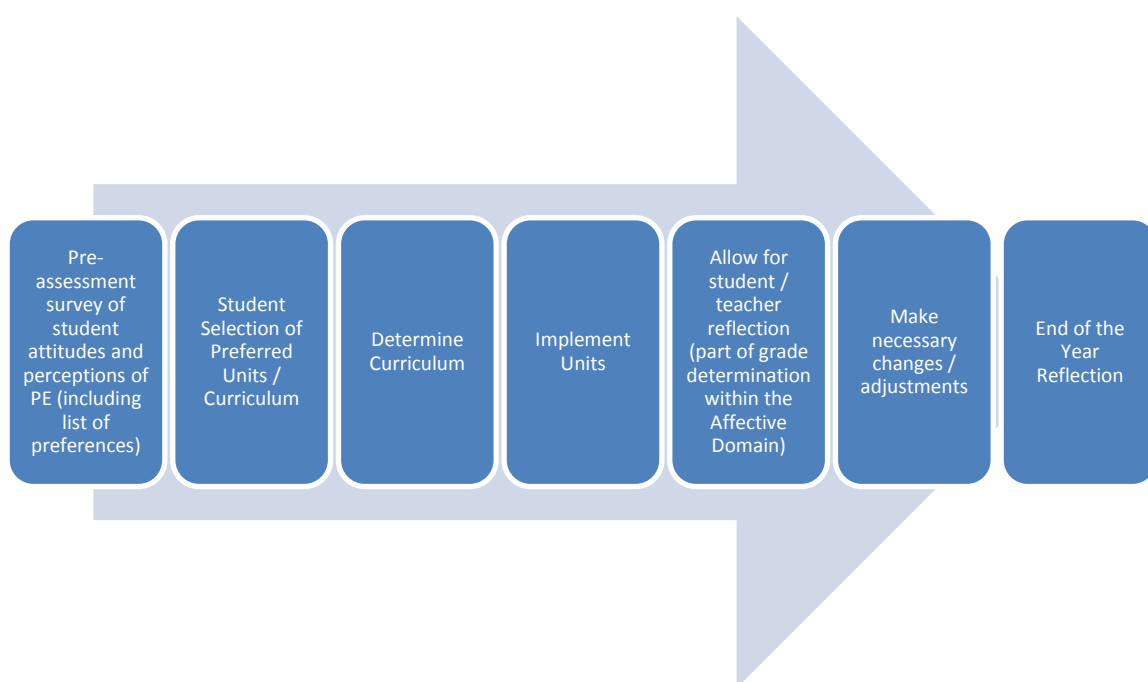 Pre-
assessment
survey of
student
attitudes and
perceptions of
PE (including
list of
preferences)
Student
Selection of
Preferred
Units /
Curriculum
Determine
Curriculum
Implement
Units
Allow for
student /
teacher
reflection
(part of grade
determination
within the
Affective
Domain)
Make
necessary
changes /
adjustments
End of the
Year
Reflection